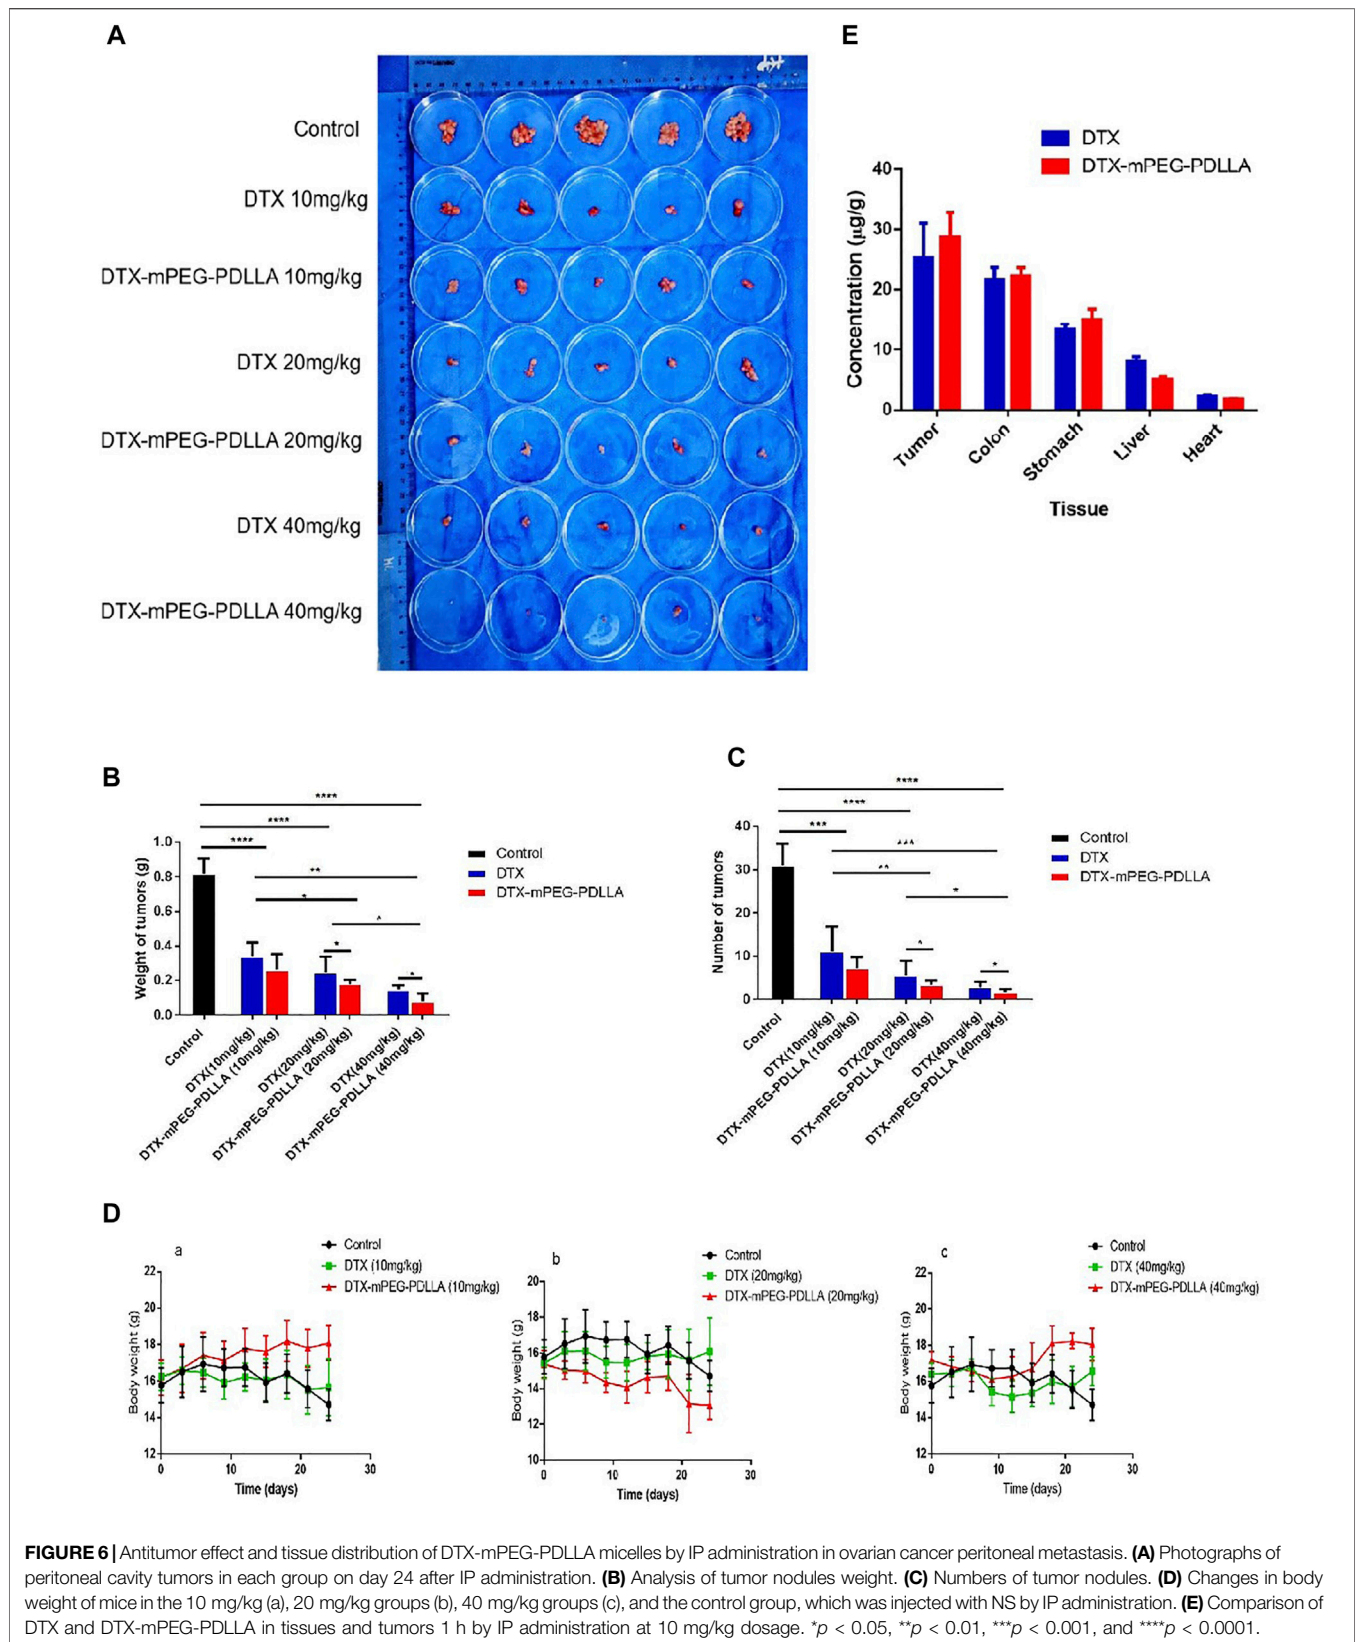 A
Control
DTX 10mg/kg
DTX-mPEG-PDLLA 10mg/kg
DTX 20mg/kg
DTX-mPEG-PDLLA 20mg/kg
DTX 40mg/kg
DTX-mPEG-PDLLA 40mg/kg
E
DTX
DTX-mPEG-PDLLA
Concentration (µg/g)
40
30
20
10
0
Tumor
Colon
Stomach
Liver
Heart
Tissue
B
****
****
****
**
*
^
*
*
Control
DTX
DTX-mPEG-PDLLA
Weight of tumors (g)
1.0
0.8
0.6
0.4
0.2
0.0
Control
DTX(10mg/kg)
DTX-mPEG-PDLLA (10mg/kg)
DTX(20mg/kg)
DTX-mPEG-PDLLA (20mg/kg)
DTX(40mg/kg)
DTX-mPEG-PDLLA (40mg/kg)
C
****
****
***
^^^
**
*
^
*
Control
DTX
DTX-mPEG-PDLLA
Number of tumors
40
30
20
10
0
Control
DTX(10mg/kg)
DTX-mPEG-PDLLA (10mg/kg)
DTX(20mg/kg)
DTX-mPEG-PDLLA (20mg/kg)
DTX(40mg/kg)
DTX-mPEG-PDLLA (40mg/kg)
D
a
Control
DTX (10mg/kg)
DTX-mPEG-PDLLA (10mg/kg)
Body weight (g)
22
20
18
16
14
12
0
10
20
30
Time (days)
b
Control
DTX (20mg/kg)
DTX-mPEG-PDLLA (20mg/kg)
Body weight (g)
20
18
16
14
12
10
0
10
20
30
Time (days)
c
Control
DTX (40mg/kg)
DTX-mPEG-PDLLA (40mg/kg)
Body weight (g)
22
20
18
16
14
12
0
10
20
30
Time (days)
FIGURE 6 | Antitumor effect and tissue distribution of DTX-mPEG-PDLLA micelles by IP administration in ovarian cancer peritoneal metastasis. (A) Photographs of
peritoneal cavity tumors in each group on day 24 after IP administration. (B) Analysis of tumor nodules weight. (C) Numbers of tumor nodules. (D) Changes in body
weight of mice in the 10 mg/kg (a), 20 mg/kg groups (b), 40 mg/kg groups (c), and the control group, which was injected with NS by IP administration. (E) Comparison of
DTX and DTX-mPEG-PDLLA in tissues and tumors 1 h by IP administration at 10 mg/kg dosage. *p < 0.05, **p < 0.01, ***p < 0.001, and ****p < 0.0001.